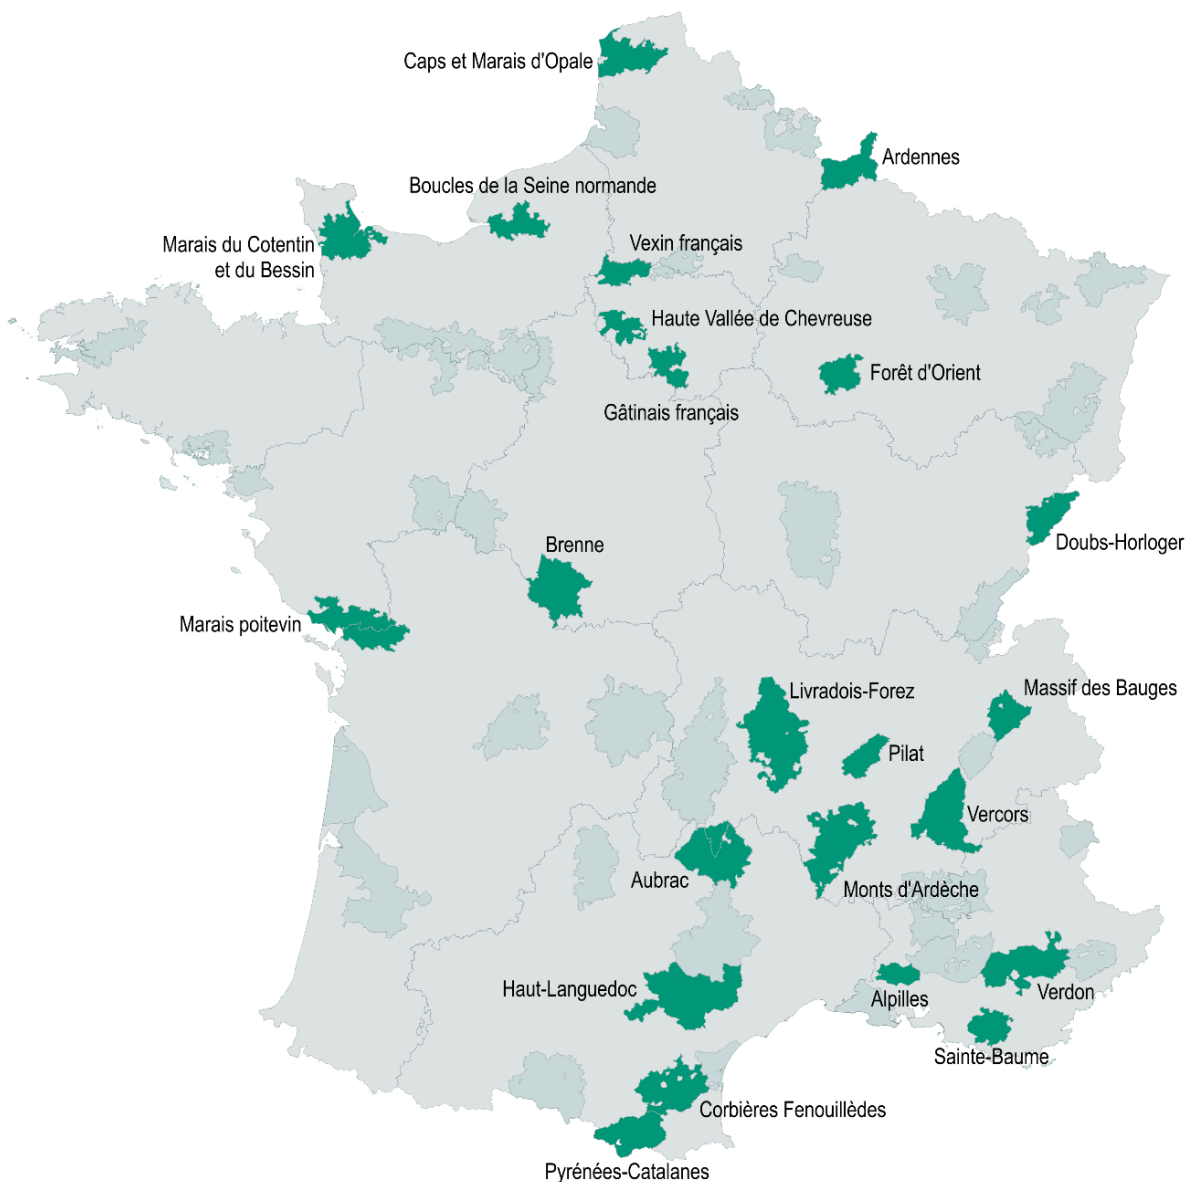 Caps et Marais d'Opale
Ardennes
Boucles de la Seine normande
Marais du Cotentin
et du Bessin
Vexin français
Haute Vallée de Chevreuse
Forêt d'Orient
Gâtinais français
Doubs-Horloger
Brenne
Marais poitevin
Livradois-Forez
Massif des Bauges
Pilat
Vercors
Aubrac
Monts d'Ardèche
Haut-Languedoc
Alpilles
Verdon
Sainte-Baume
Corbières Fenouillèdes
Pyrénées-Catalanes